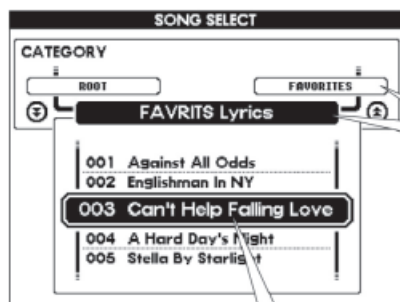 SONG SELECT
CATEGORY
ROOT
FAVORITES
FAVRITS Lyrics
001 Against All Odds
002 Englishman In NY
003 Can't Help Falling Love
004 A Hard Day's Night
005 Stella By Starlight